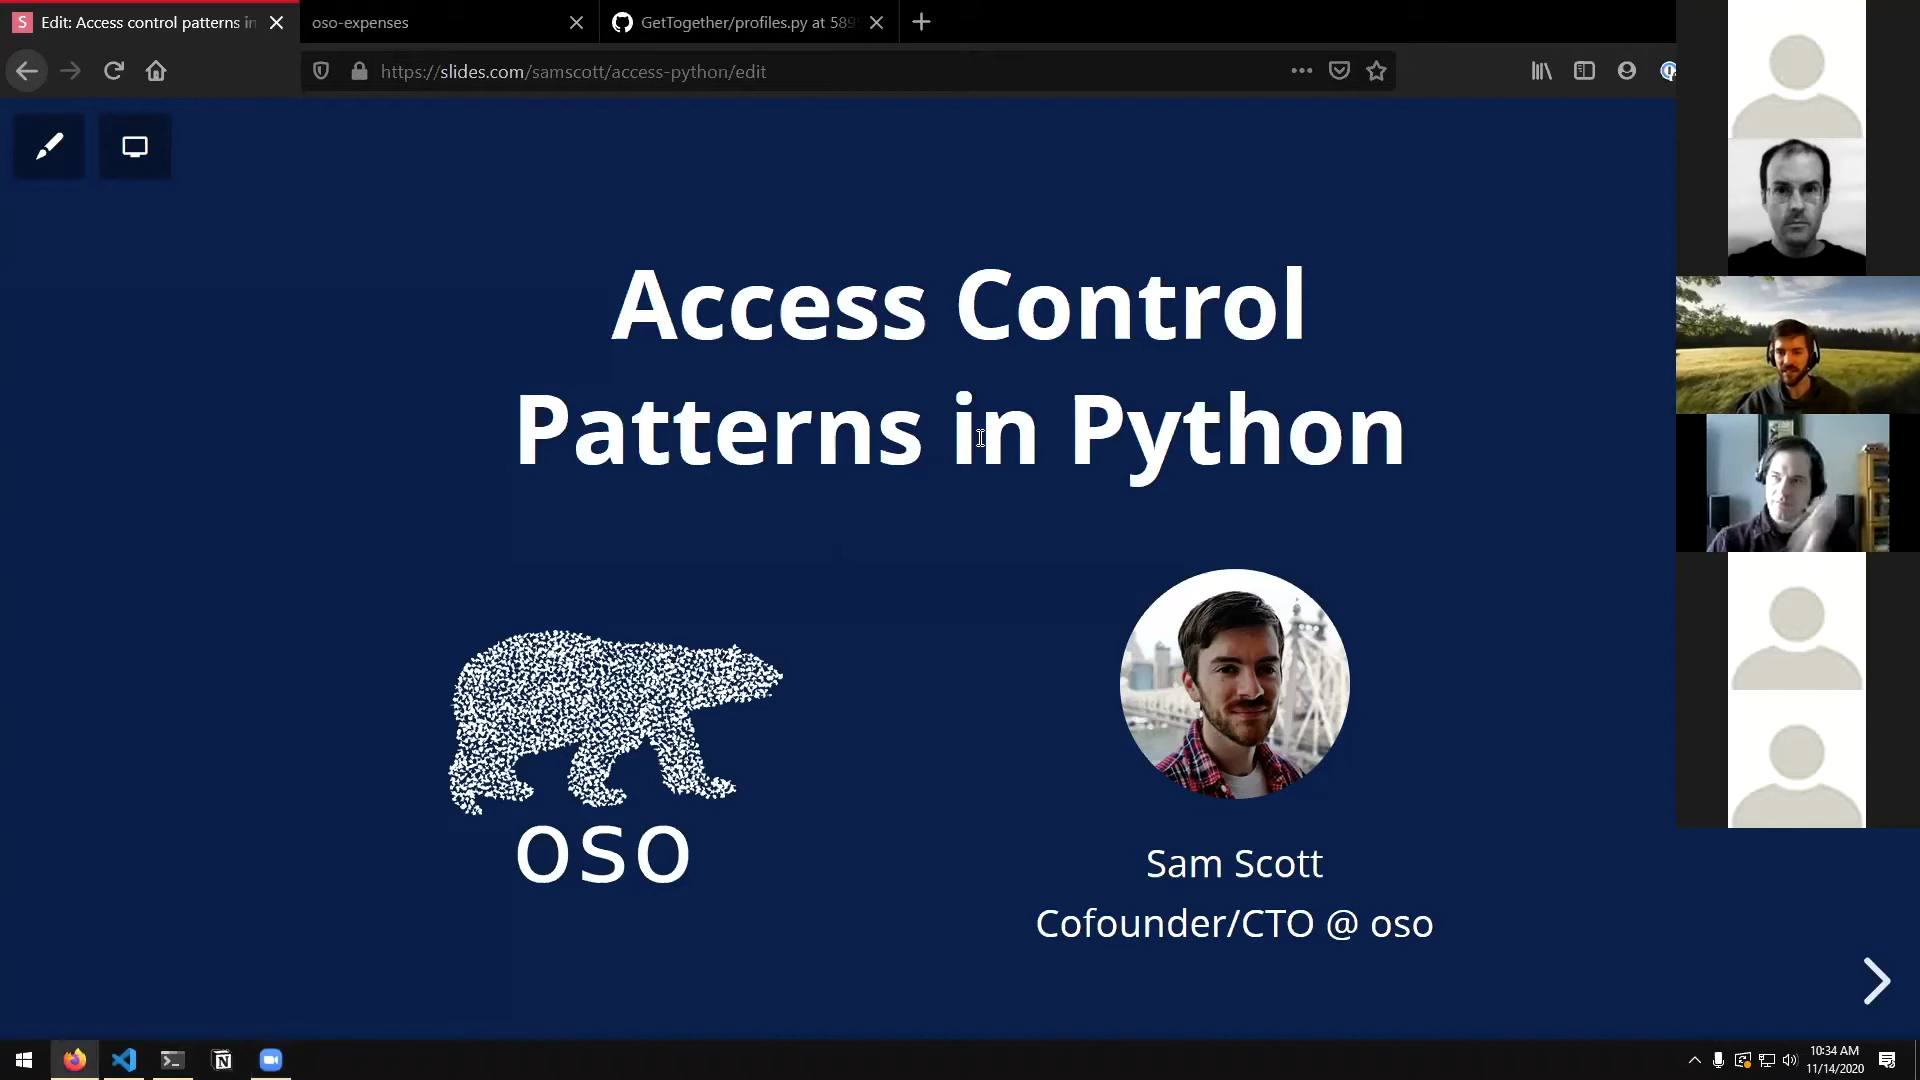 S Edit: Access control patterns in
oso-expenses
GetTogether/profiles.py at 589
https://slides.com/samscott/access-python/edit
Access Control
Patterns in Python
oso
Sam Scott
Cofounder/CTO @ oso
10:34 AM
11/14/2020